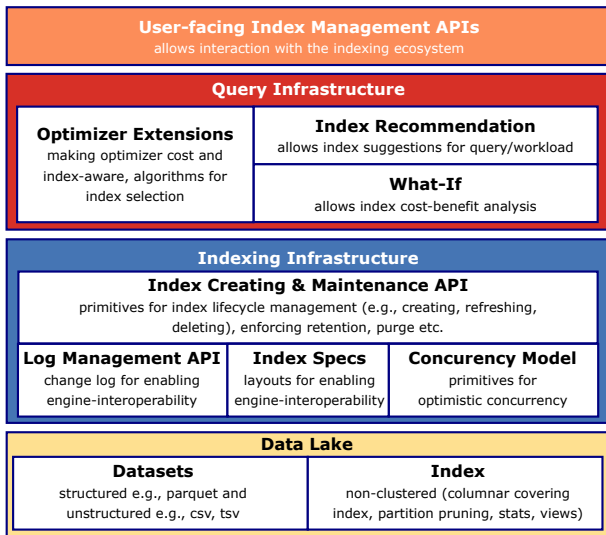 User-facing Index Management APIs
allows interaction with the indexing ecosystem
Query Infrastructure
Optimizer Extensions
making optimizer cost and
index-aware, algorithms for
index selection
Index Recommendation
allows index suggestions for query/workload
What-If
allows index cost-benefit analysis
Indexing Infrastructure
Index Creating & Maintenance API
primitives for index lifecycle management (e.g., creating, refreshing,
deleting), enforcing retention, purge etc.
Log Management API
change log for enabling
engine-interoperability
Index Specs
layouts for enabling
engine-interoperability
Concurency Model
primitives for
optimistic concurrency
Data Lake
Datasets
structured e.g., parquet and
unstructured e.g., csv, tsv
Index
non-clustered (columnar covering
index, partition pruning, stats, views)